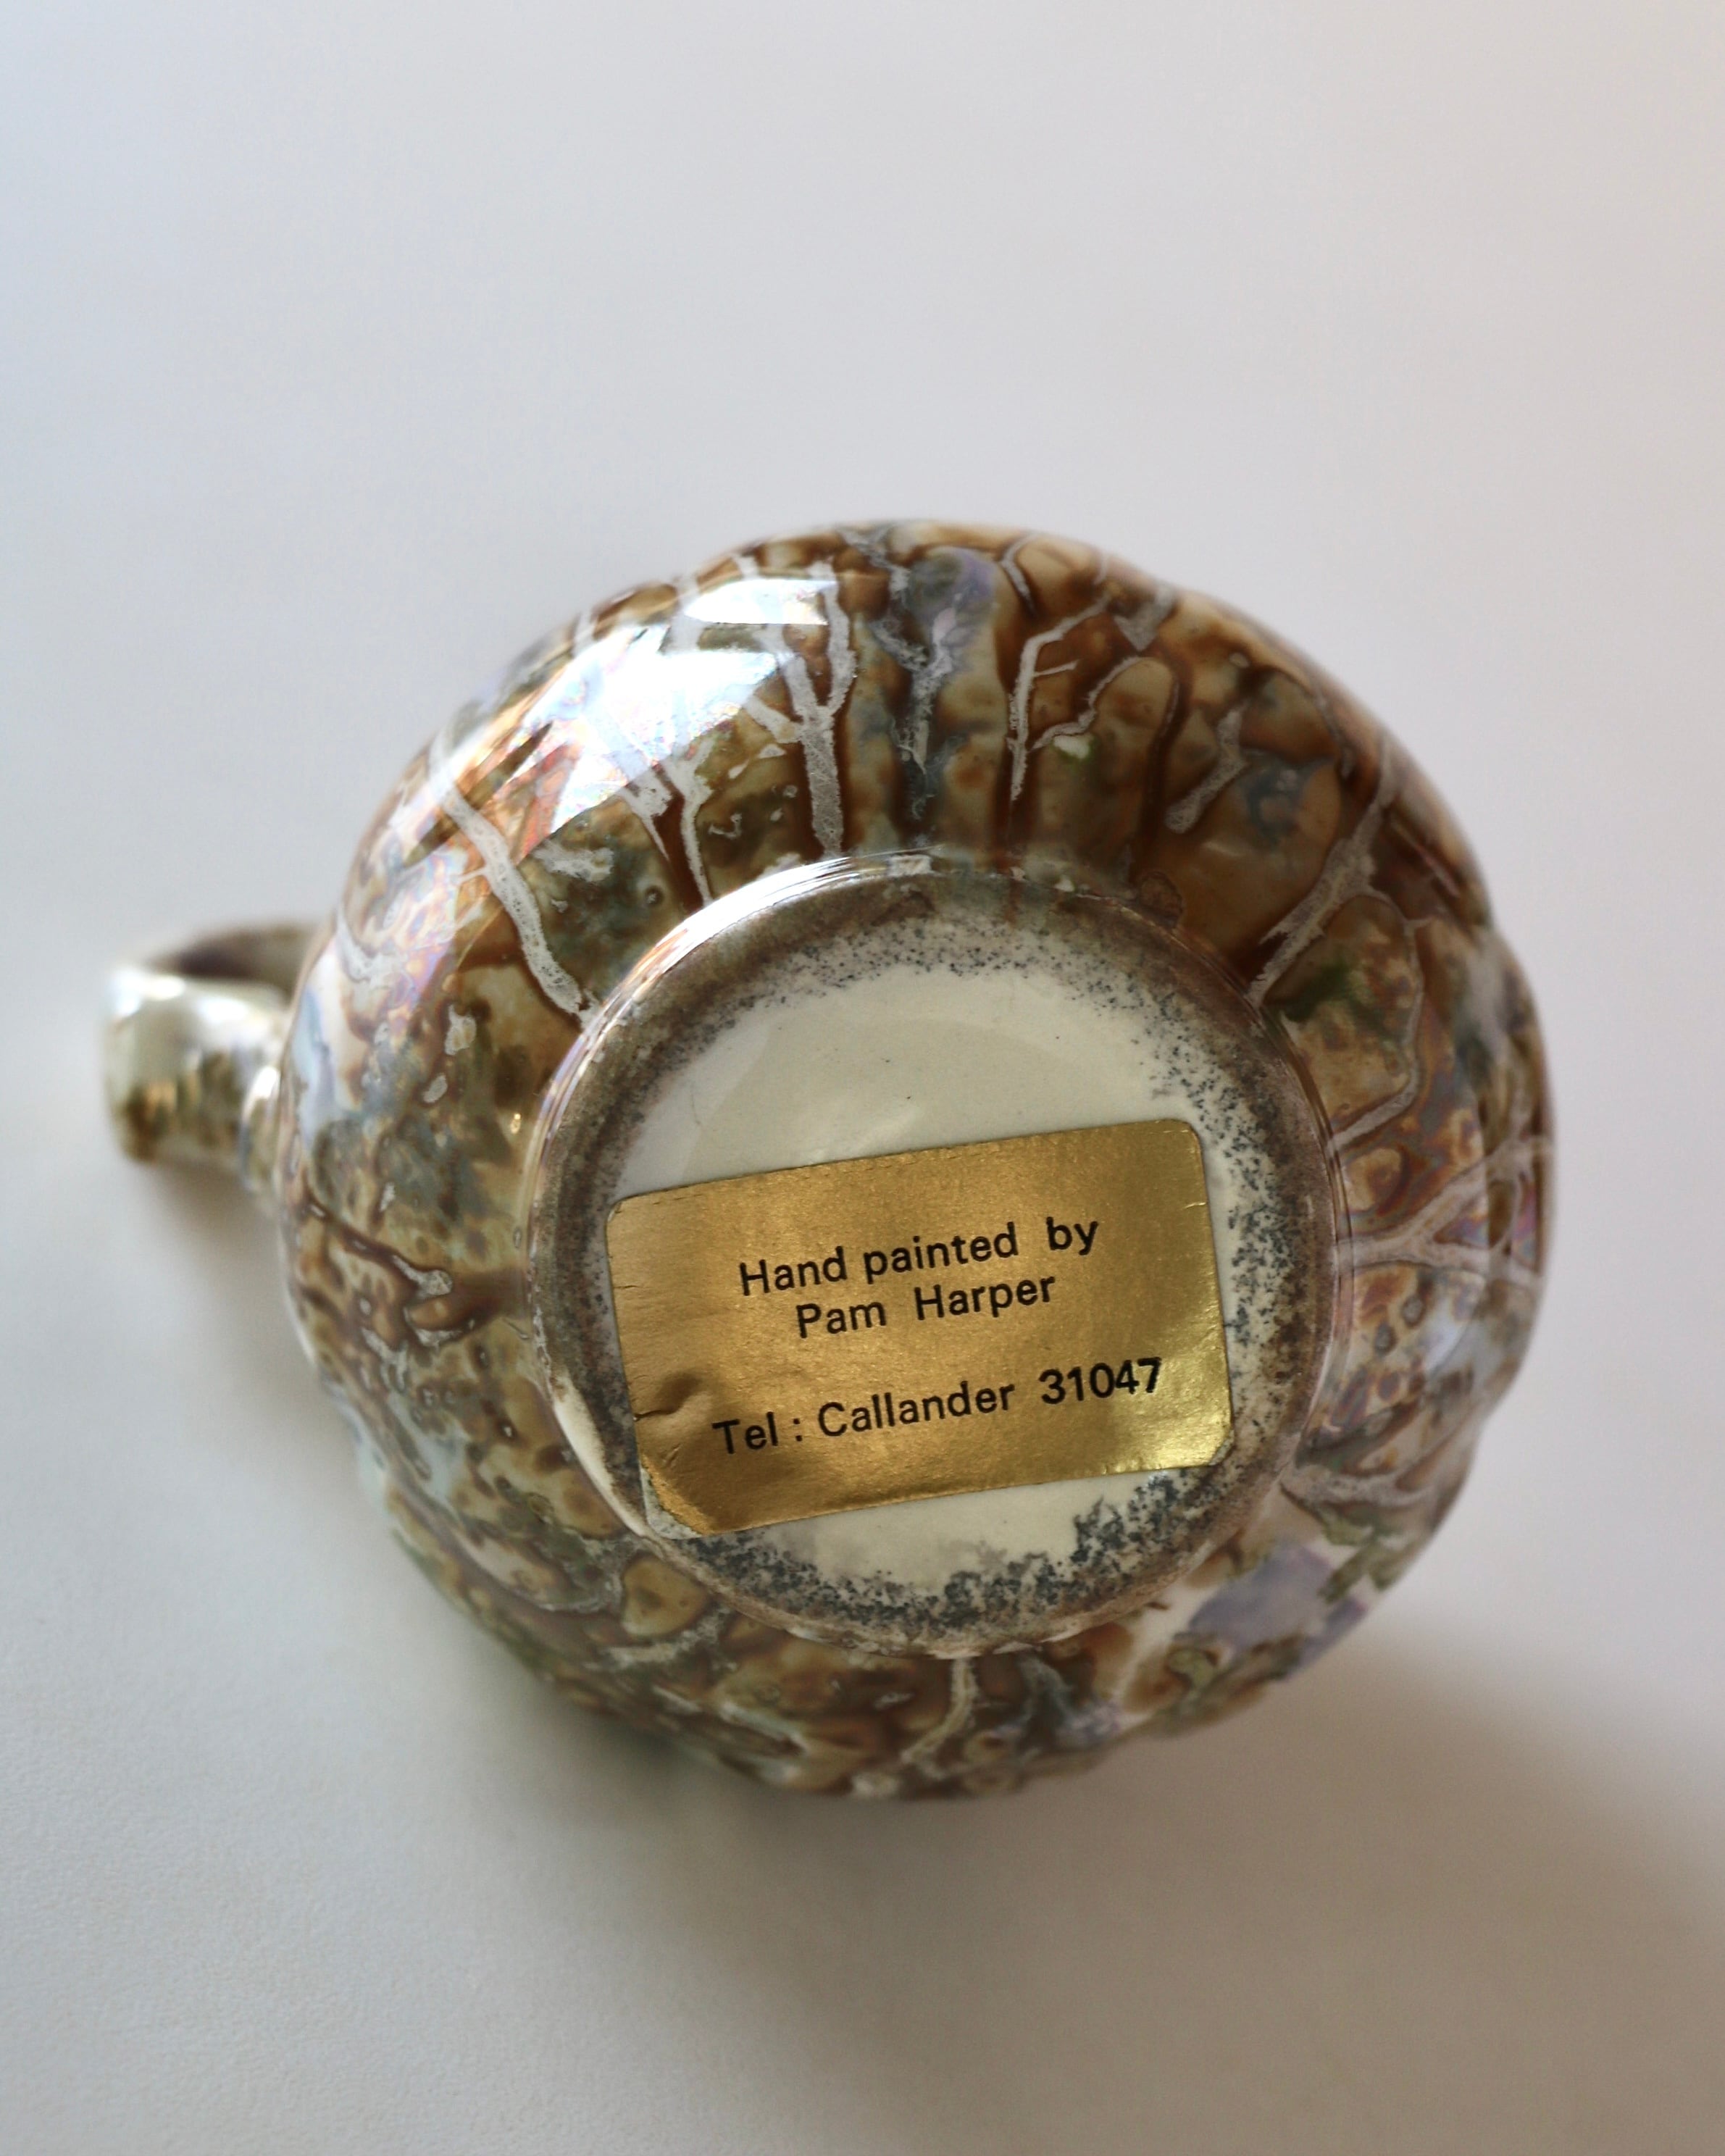 Hand painted by
Pam Harper
Tel : Callander 31047